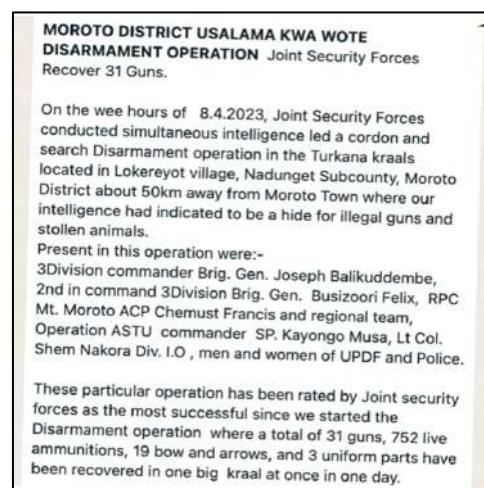 MOROTO DISTRICT USALAMA KWA WOTE
DISARMAMENT OPERATION Joint Security Forces
Recover 31 Guns.
On the wee hours of 8.4.2023, Joint Security Forces
conducted simultaneous intelligence led a cordon and
search Disarmament operation in the Turkana kraals
located in Lokereyot village, Nadunget Subcounty, Moroto
District about 50km away from Moroto Town where our
intelligence had indicated to be a hide for illegal guns and
stollen animals.
Present in this operation were:-
3Division commander Brig. Gen. Joseph Balikuddembe,
2nd in command 3Division Brig. Gen. Busizoori Felix, RPC
Mt. Moroto ACP Chemust Francis and regional team,
Operation ASTU commander SP. Kayongo Musa, Lt Col.
Shem Nakora Div. I.O , men and women of UPDF and Police.
These particular operation has been rated by Joint security
forces as the most successful since we started the
Disarmament operation where a total of 31 guns, 752 live
ammunitions, 19 bow and arrows, and 3 uniform parts have
been recovered in one big kraal at once in one day.